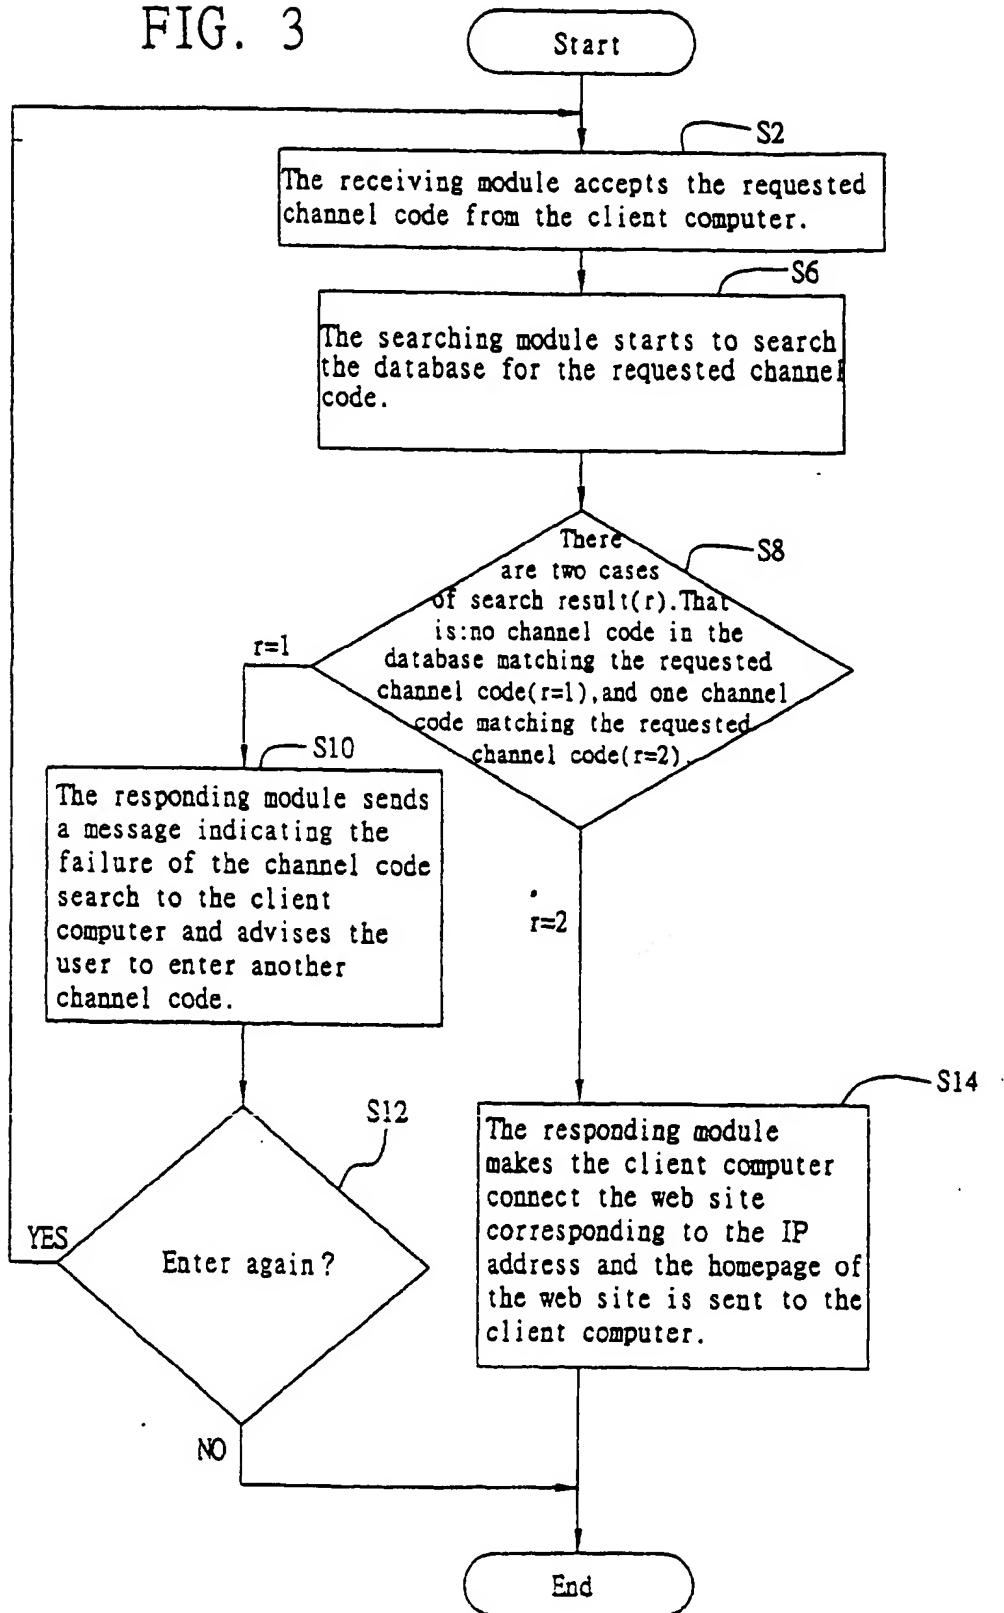 FIG. 3
Start
S2
The receiving module accepts the requested
channel code from the client computer.
S6
The searching module starts to search
the database for the requested channel
code.
S8
There
are two cases
of search result(r).That
is:no channel code in the
database matching the requested
channel code(r=1),and one channel
code matching the requested
channel code(r=2).
r=1
S10
The responding module sends
a message indicating the
failure of the channel code
search to the client
computer and advises the
user to enter another
channel code.
r=2
S12
Enter again?
YES
NO
S14
The responding module
makes the client computer
connect the web site
corresponding to the IP
address and the homepage of
the web site is sent to the
client computer.
End